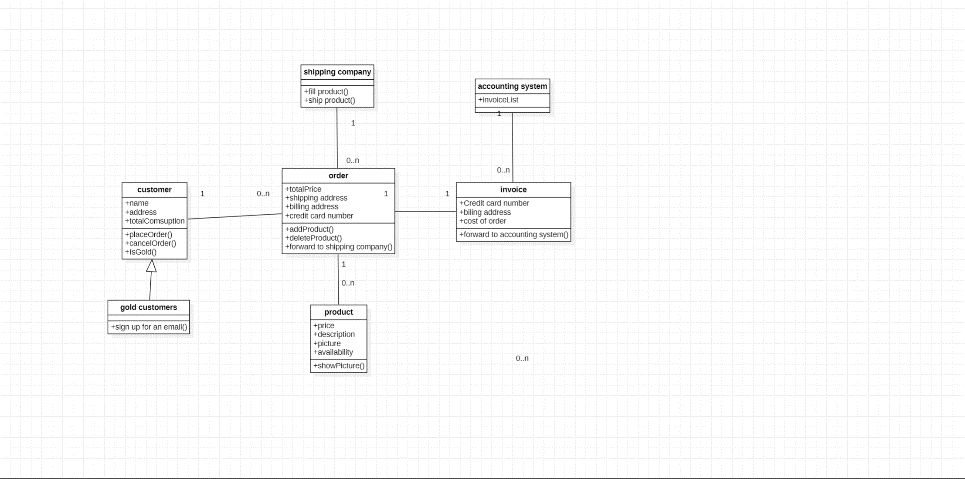 shipping company
+fill product()
+ship product()
1
0..n
accounting system
+invoiceList
1
0..n
customer
+name
+address
+totalComsuption
+placeOrder()
+cancelOrder()
+isGold()
1
0..n
order
+totalPrice
+shipping address
+billing address
+credit card number
+addProduct()
+deleteProduct()
+forward to shipping company()
1
1
invoice
+Credit card number
+biling address
+cost of order
+forward to accounting system()
1
0..n
gold customers
+sign up for an email()
product
+price
+description
+picture
+availability
+showPicture()
0..n